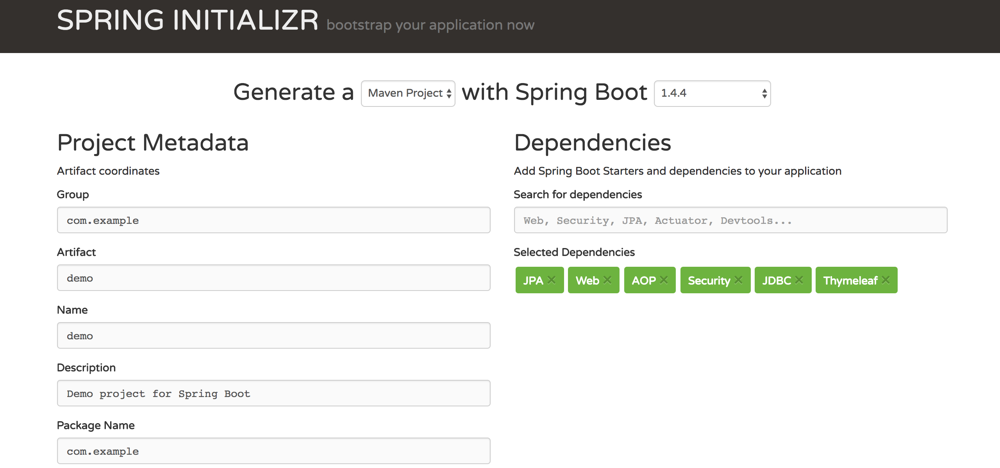 SPRING INITIALIZR bootstrap your application now
Generate a Maven Project with Spring Boot 1.4.4
Project Metadata
Artifact coordinates
Group
com.example
Artifact
demo
Name
demo
Description
Demo project for Spring Boot
Package Name
com.example
Dependencies
Add Spring Boot Starters and dependencies to your application
Search for dependencies
Web, Security, JPA, Actuator, Devtools...
Selected Dependencies
JPA Web AOP Security JDBC Thymeleaf